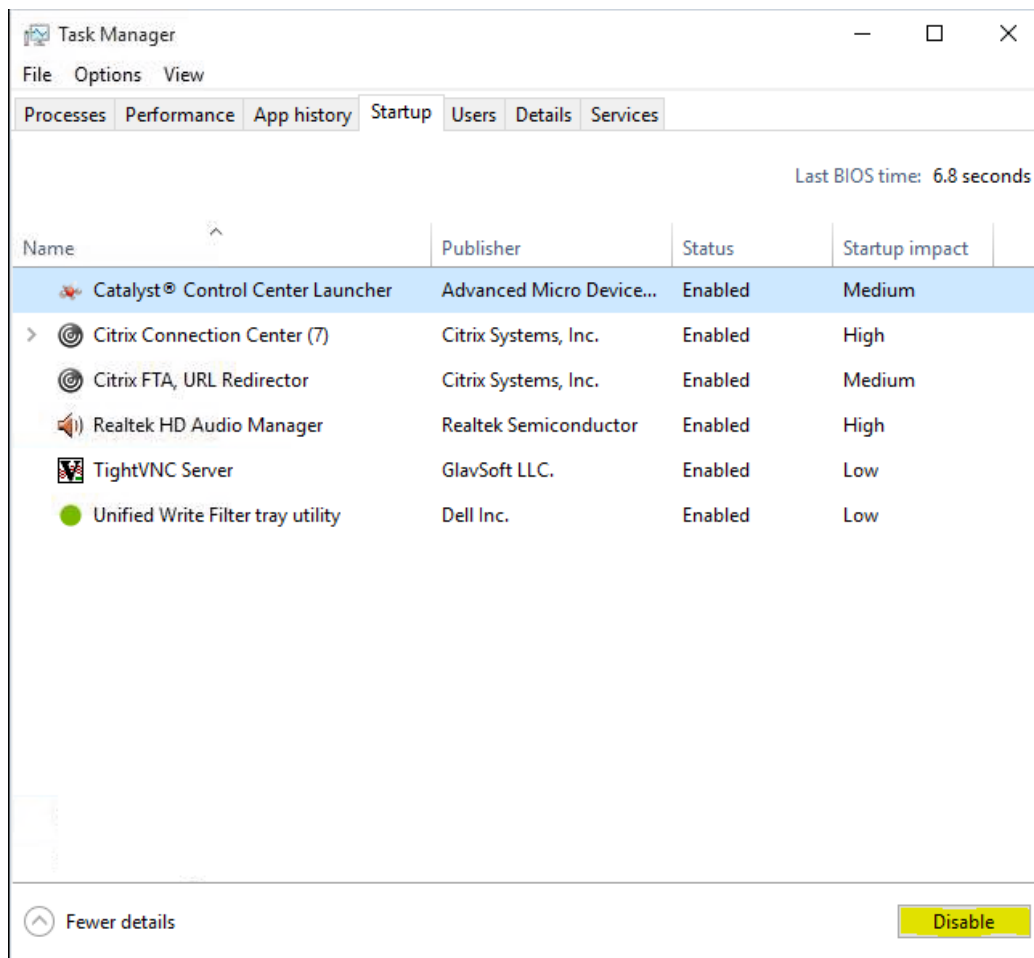 Task Manager
File Options View
Processes Performance App history Startup Users Details Services
Last BIOS time: 6.8 seconds
Name Publisher Status Startup impact
Catalyst® Control Center Launcher Advanced Micro Device... Enabled Medium
Citrix Connection Center (7) Citrix Systems, Inc. Enabled High
Citrix FTA, URL Redirector Citrix Systems, Inc. Enabled Medium
Realtek HD Audio Manager Realtek Semiconductor Enabled High
TightVNC Server GlavSoft LLC. Enabled Low
Unified Write Filter tray utility Dell Inc. Enabled Low
Fewer details Disable